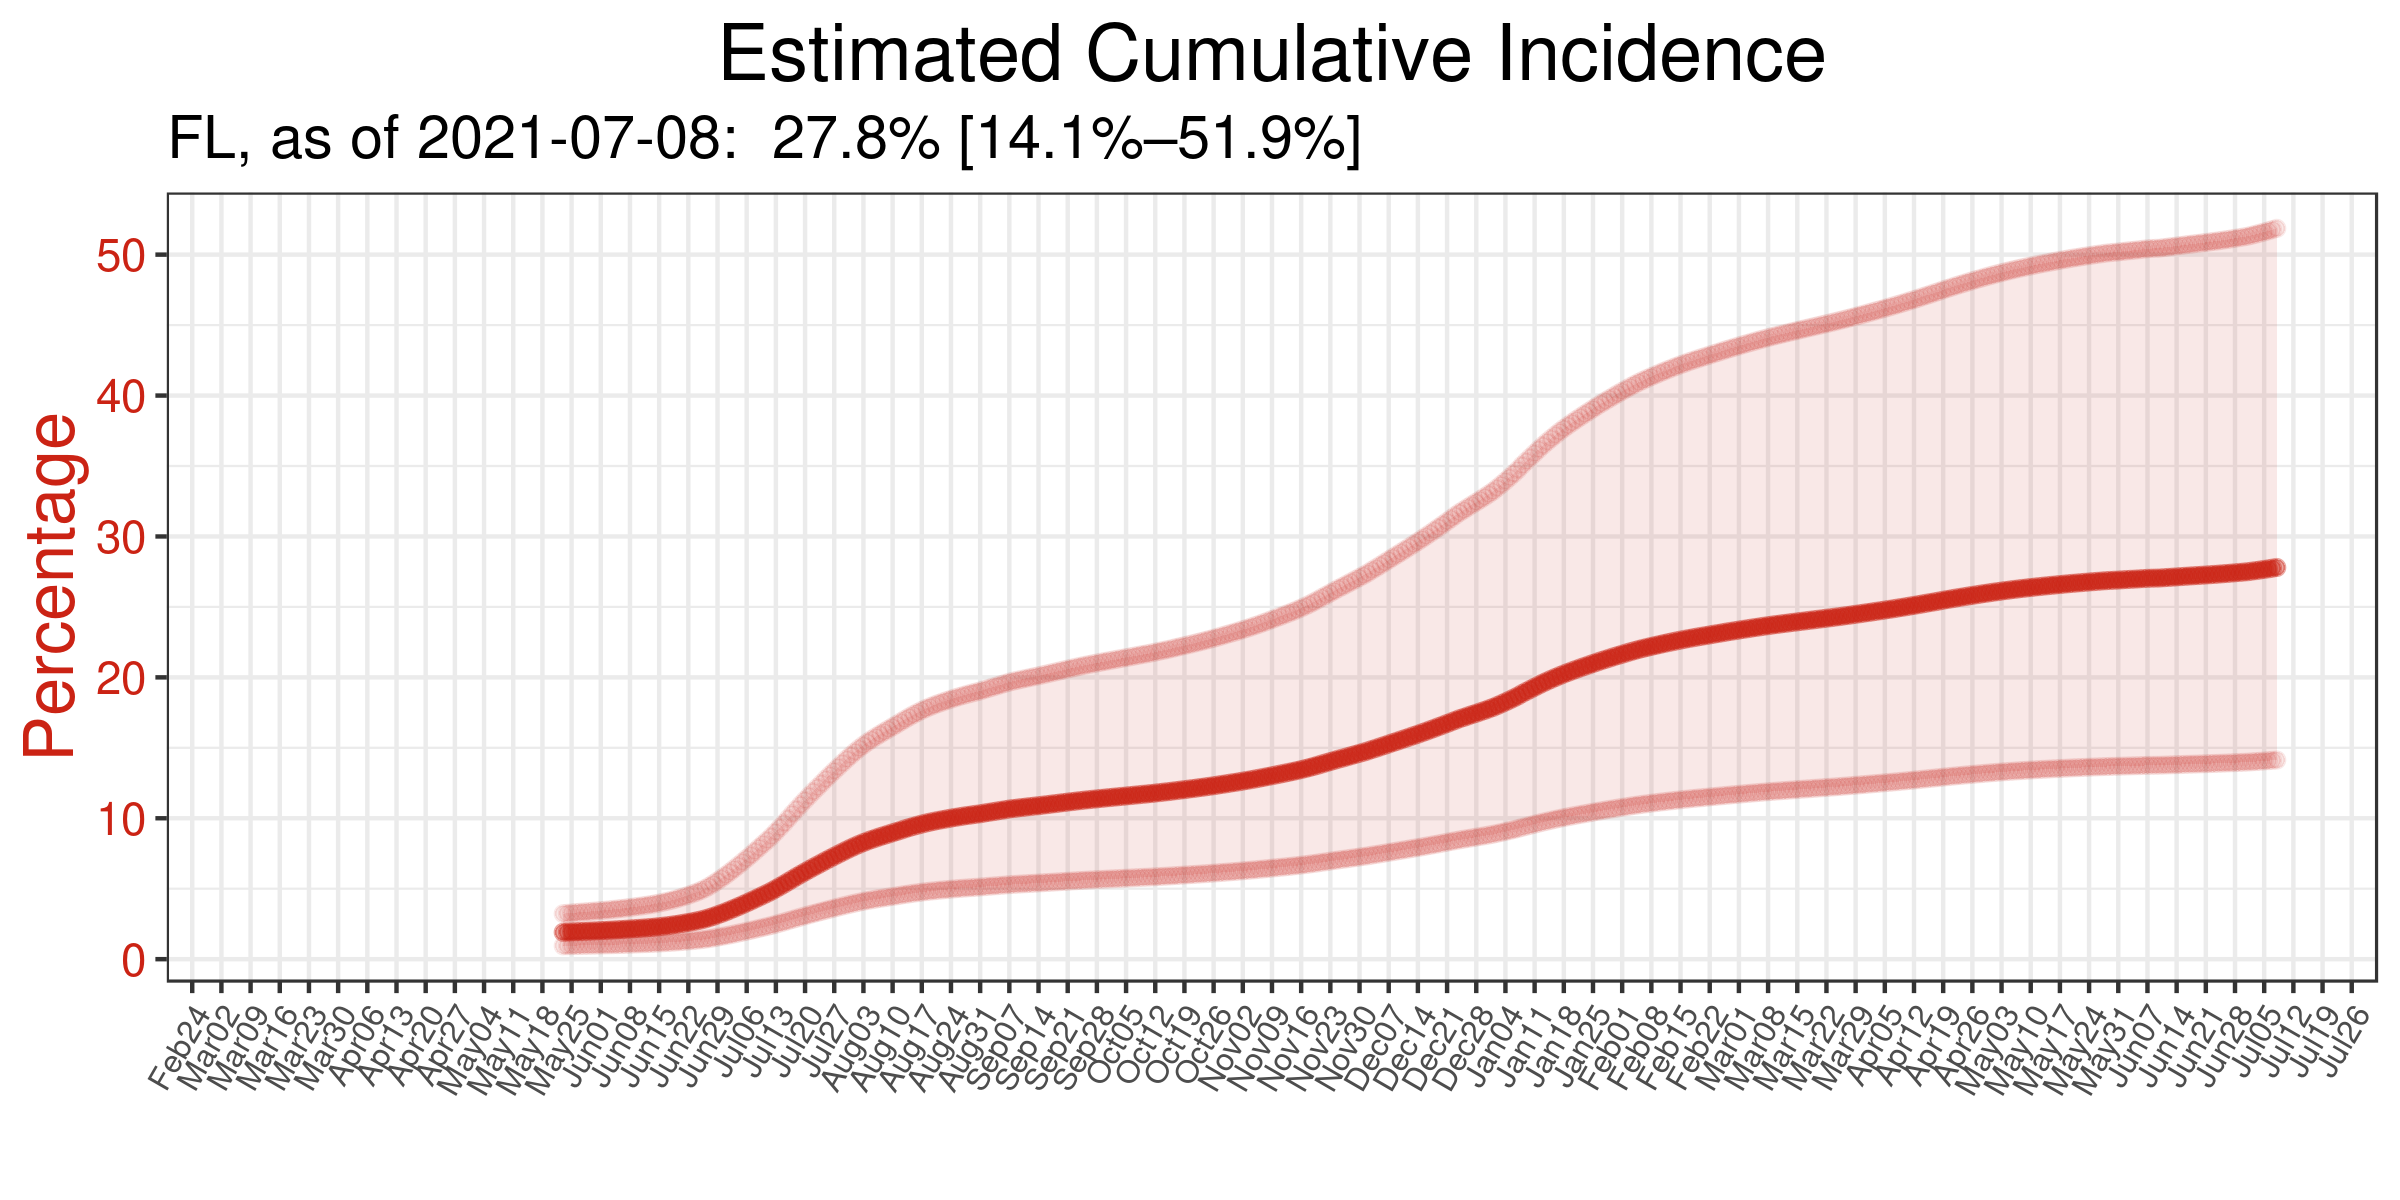 Estimated Cumulative Incidence
FL, as of 2021-07-08:  27.8% [14.1%–51.9%]
Percentage
50
40
30
20
10
0
Feb24
Mar02
Mar09
Mar16
Mar23
Mar30
Apr06
Apr13
Apr20
Apr27
May04
May11
May18
May25
Jun01
Jun08
Jun15
Jun22
Jun29
Jul06
Jul13
Jul20
Jul27
Aug03
Aug10
Aug17
Aug24
Aug31
Sep07
Sep14
Sep21
Sep28
Oct05
Oct12
Oct19
Oct26
Nov02
Nov09
Nov16
Nov23
Nov30
Dec07
Dec14
Dec21
Dec28
Jan04
Jan11
Jan18
Jan25
Feb01
Feb08
Feb15
Feb22
Mar01
Mar08
Mar15
Mar22
Mar29
Apr05
Apr12
Apr19
Apr26
May03
May10
May17
May24
May31
Jun07
Jun14
Jun21
Jun28
Jul05
Jul12
Jul19
Jul26